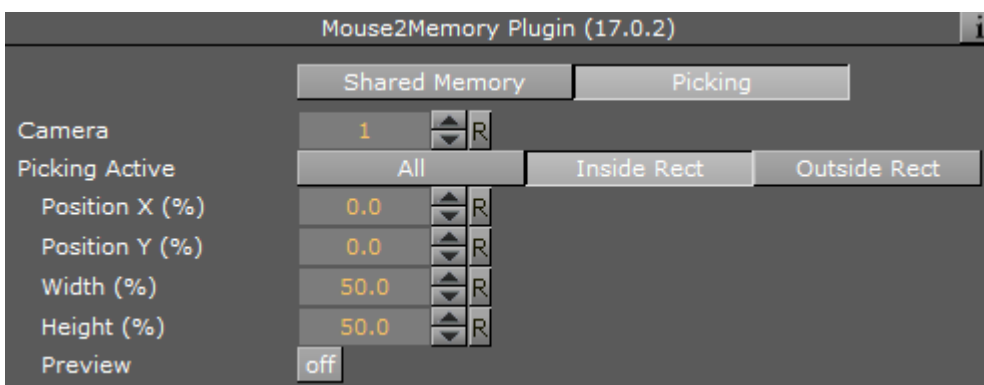 Mouse2Memory Plugin (17.0.2) i
Shared Memory Picking
Camera 1 R
Picking Active All Inside Rect Outside Rect
Position X (%) 0.0 R
Position Y (%) 0.0 R
Width (%) 50.0 R
Height (%) 50.0 R
Preview off